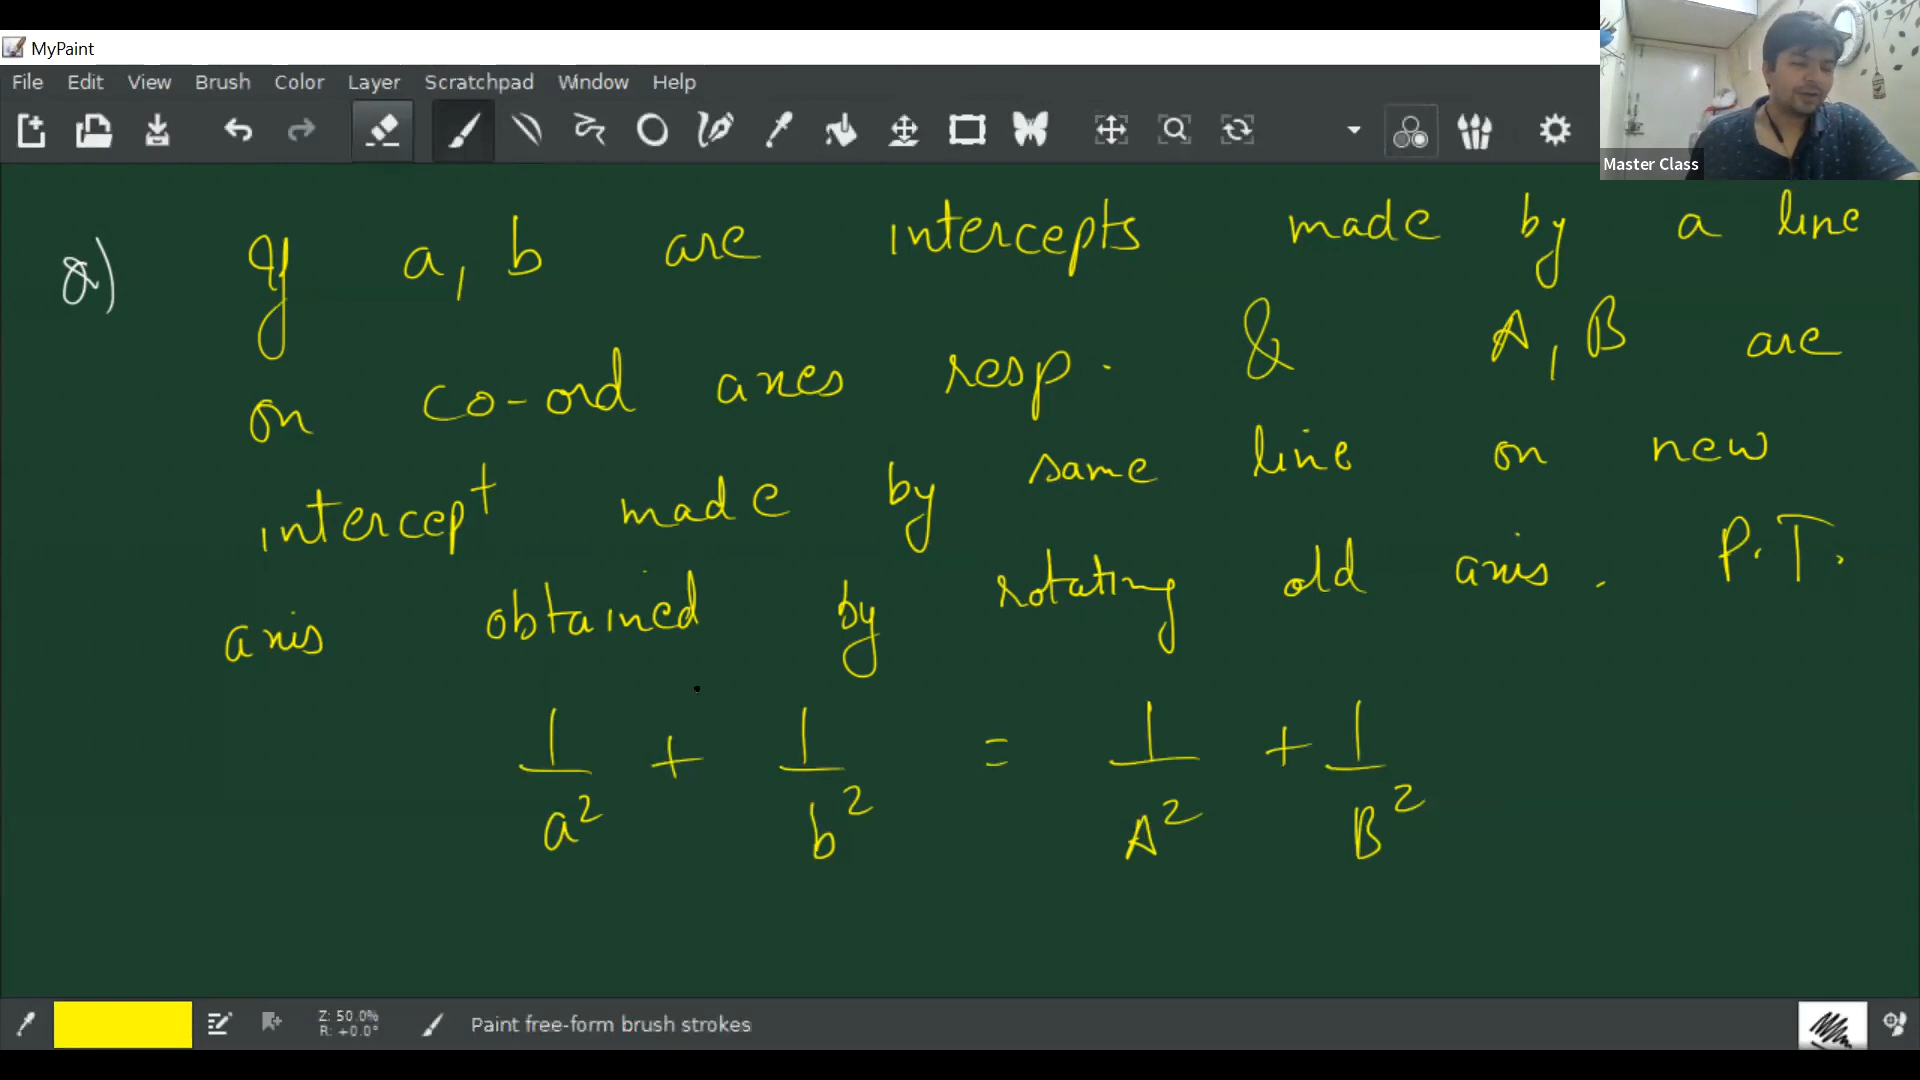 MyPaint
File Edit View Brush Color Layer Scratchpad Window Help
Master Class
Q) If a, b are intercepts made by a line
on co-ord axes resp. & A, B are
intercept made by same line on new
axis obtained by rotating old axis. P.T.
1/a² + 1/b² = 1/A² + 1/B²
Z: 50.0%
R: +0.0°
Paint free-form brush strokes